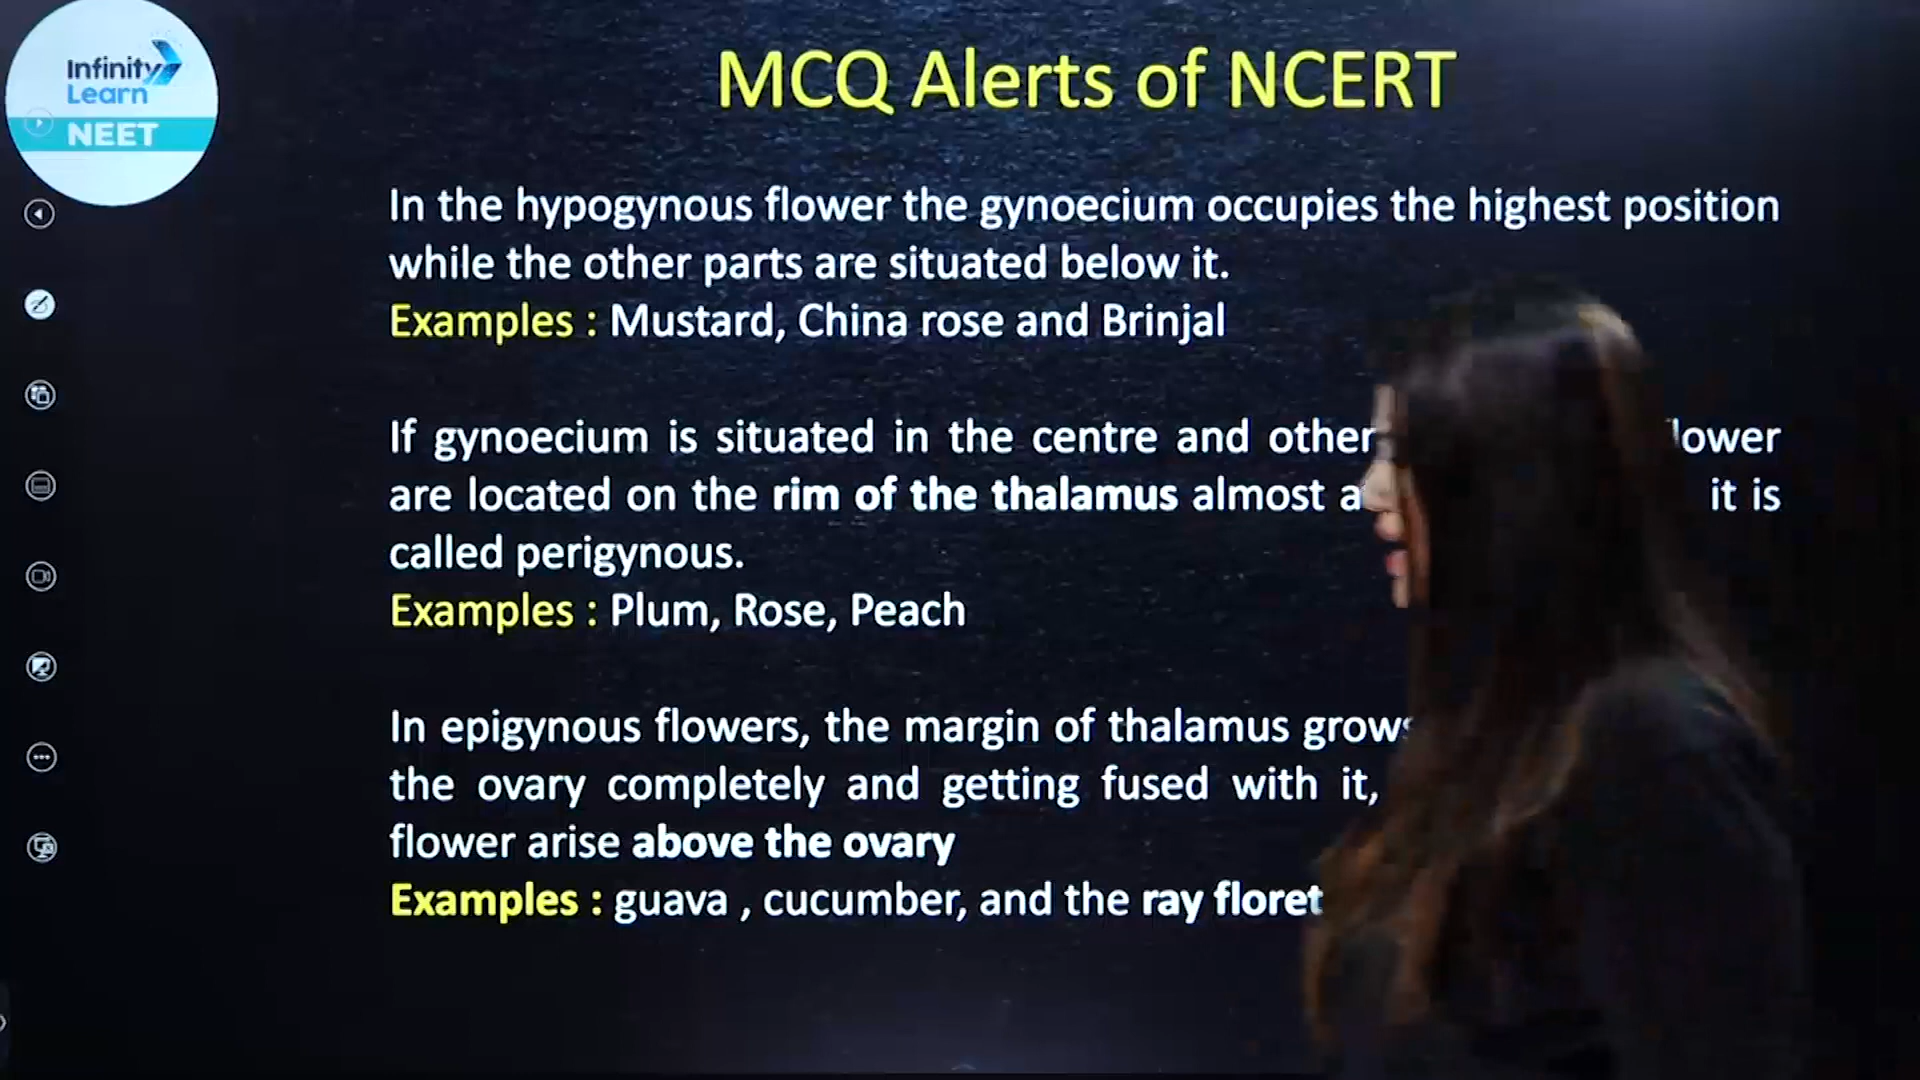 Infinity
Learn
NEET
MCQ Alerts of NCERT
In the hypogynous flower the gynoecium occupies the highest position
while the other parts are situated below it.
Examples : Mustard, China rose and Brinjal
If gynoecium is situated in the centre and other
are located on the rim of the thalamus almost it is
called perigynous.
Examples : Plum, Rose, Peach
In epigynous flowers, the margin of thalamus grows
the ovary completely and getting fused with it,
flower arise above the ovary
Examples : guava , cucumber, and the ray floret